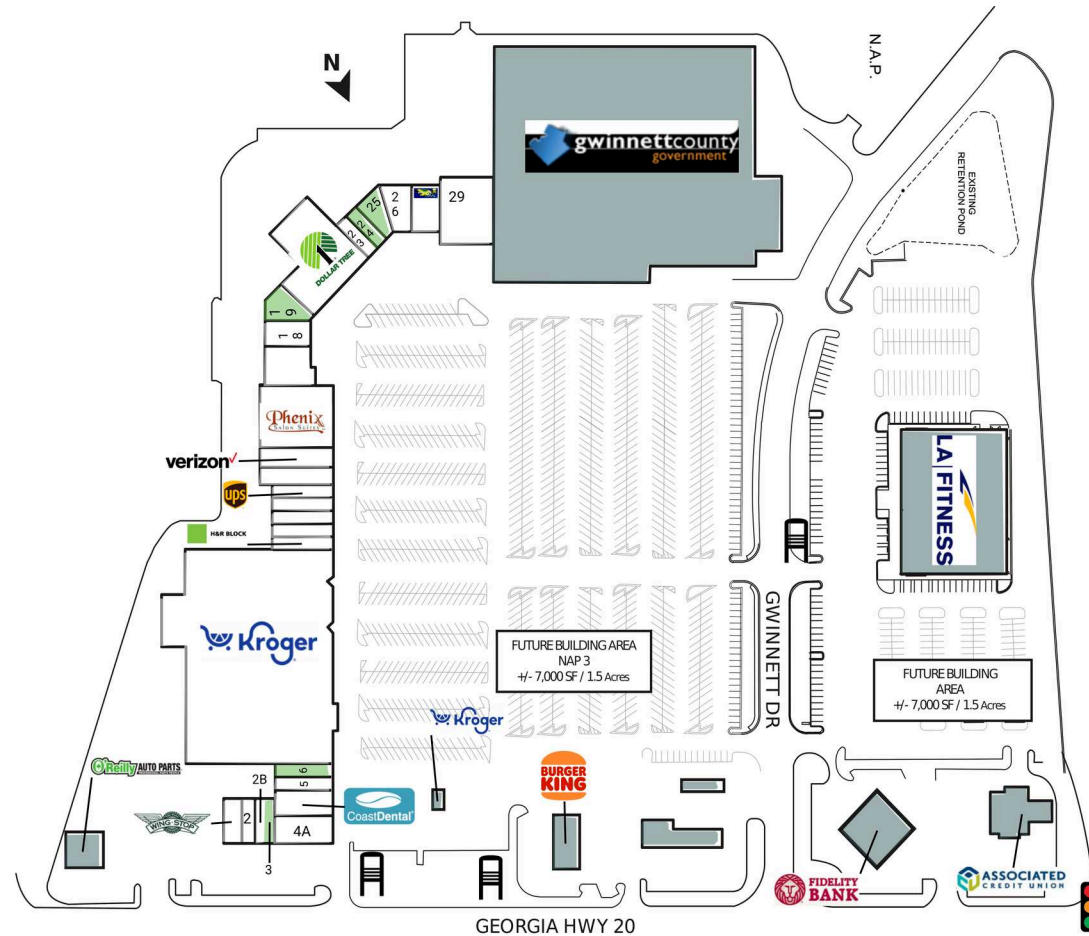 N
N.A.P.
gwinnettcounty
government
EXISTING
RETENTION POND
29
2
6
25
2
4
2
3
1
DOLLAR TREE
1
9
1
8
Phenix
SALON SUITES
verizon
ups
H&R BLOCK
LA|FITNESS
Kroger
GWINNETT DR
FUTURE BUILDING AREA
NAP 3
+/- 7,000 SF / 1.5 Acres
FUTURE BUILDING
AREA
+/- 7,000 SF / 1.5 Acres
Kroger
O'Reilly AUTO PARTS
6
5
2B
BURGER
KING
WING·STOP
2
CoastDental
4A
3
FIDELITY
BANK
ASSOCIATED
CREDIT UNION
GEORGIA HWY 20